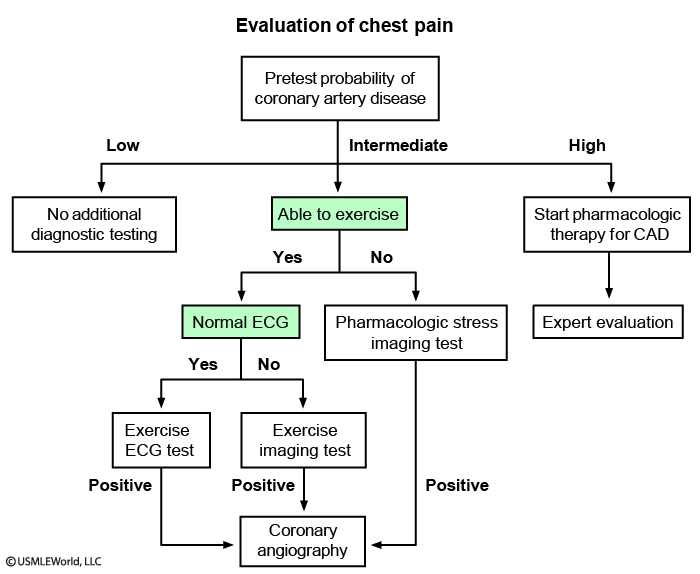 Evaluation of chest pain
Pretest probability of
coronary artery disease
Low
Intermediate
High
No additional
diagnostic testing
Able to exercise
Start pharmacologic
therapy for CAD
Yes
No
Normal ECG
Pharmacologic stress
imaging test
Expert evaluation
Yes
No
Exercise
ECG test
Exercise
imaging test
Positive
Positive
Positive
Coronary
angiography
© USMLEWorld, LLC